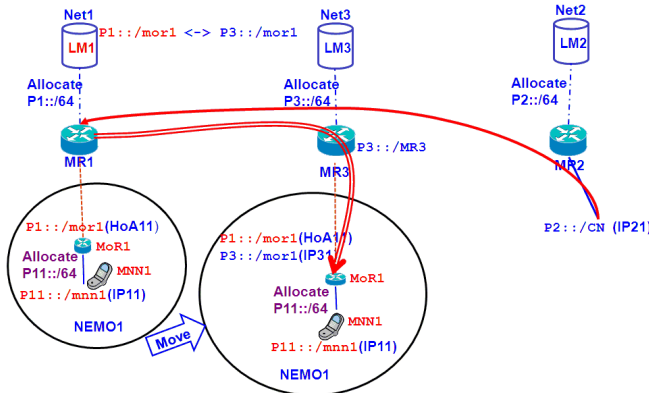 Net1
Net3
Net2
LM1
P1::/mor1 <-> P3::/mor1
LM3
LM2
Allocate
P1::/64
Allocate
P3::/64
Allocate
P2::/64
MR1
P3::/MR3
MR3
MR2
P1::/mor1(HoA11)
P2::/CN (IP21)
MoR1
Allocate
P11::/64
MNN1
P11::/mnn1(IP11)
NEMO1
Move
P1::/mor1(HoA11)
P3::/mor1(IP31)
MoR1
Allocate
P11::/64
MNN1
P11::/mnn1(IP11)
NEMO1